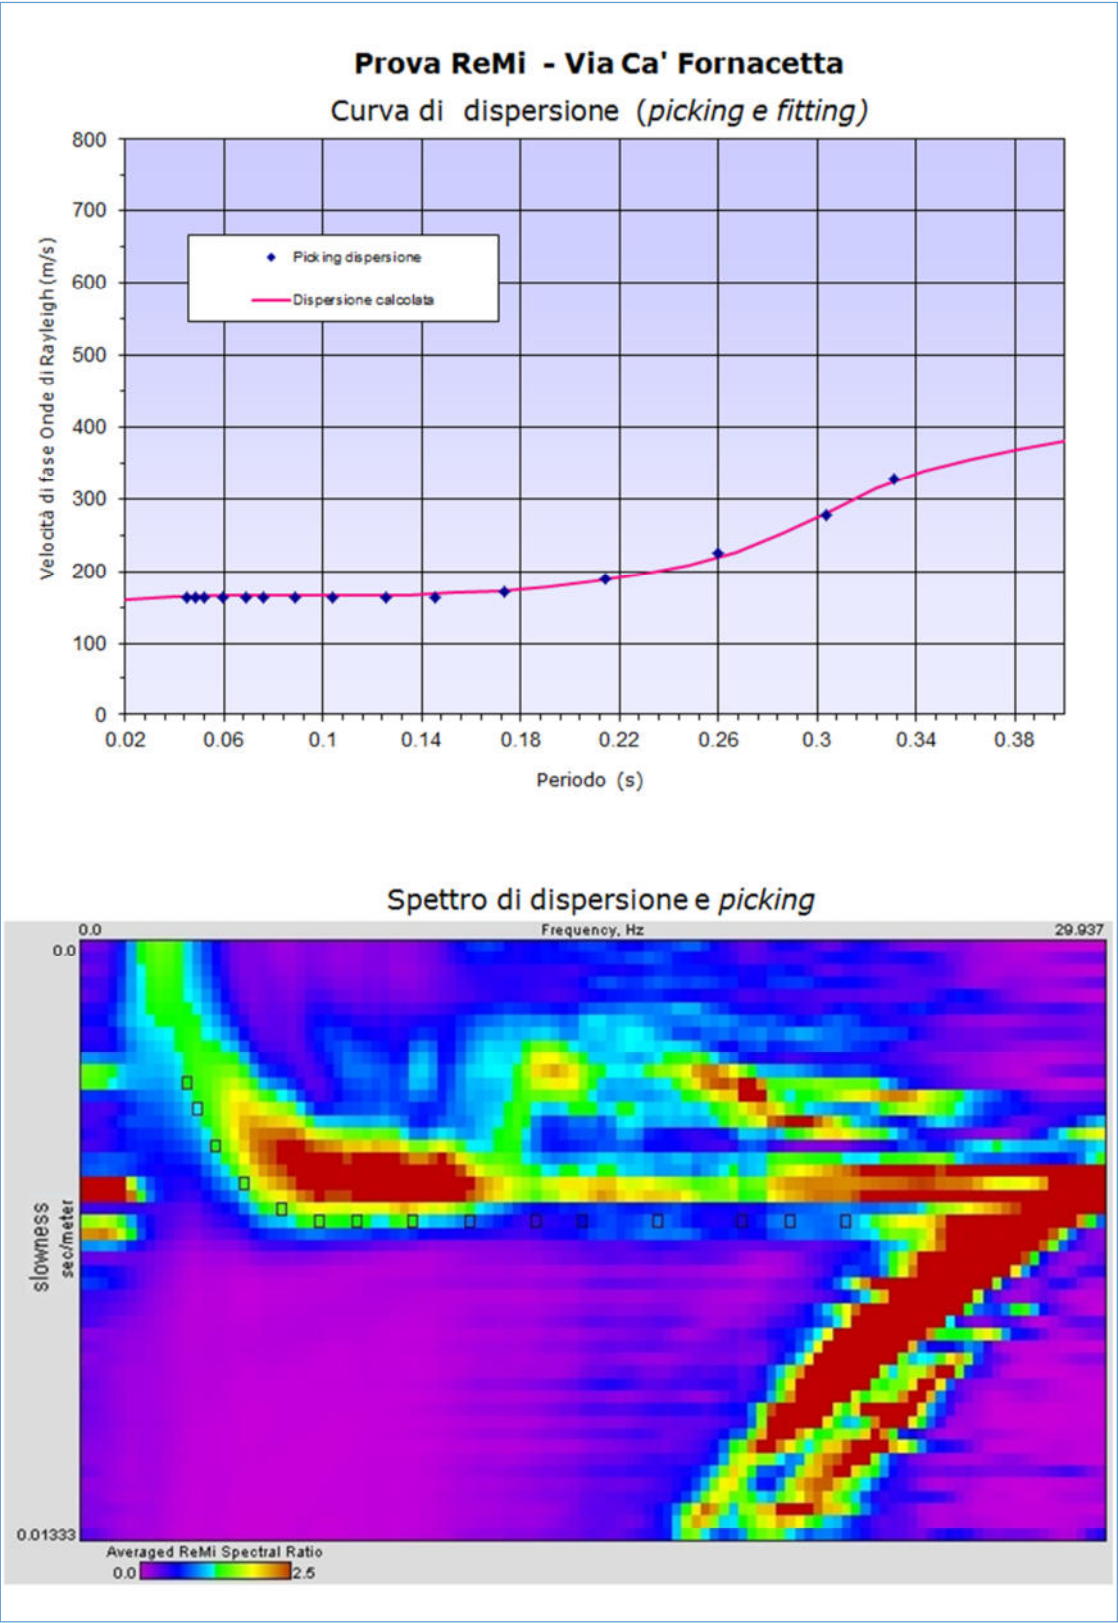 Prova ReMi - Via Ca' Fornacetta
Curva di dispersione (picking e fitting)
800
700
600
500
400
300
200
100
0
Velocità di fase Onde di Rayleigh (m/s)
Picking dispersione
Dispersione calcolata
0.02 0.06 0.1 0.14 0.18 0.22 0.26 0.3 0.34 0.38
Periodo (s)
Spettro di dispersione e picking
0.0 Frequency, Hz 29.937
0.0
slowness
sec/meter
0.01333
Averaged ReMi Spectral Ratio
0.0 2.5